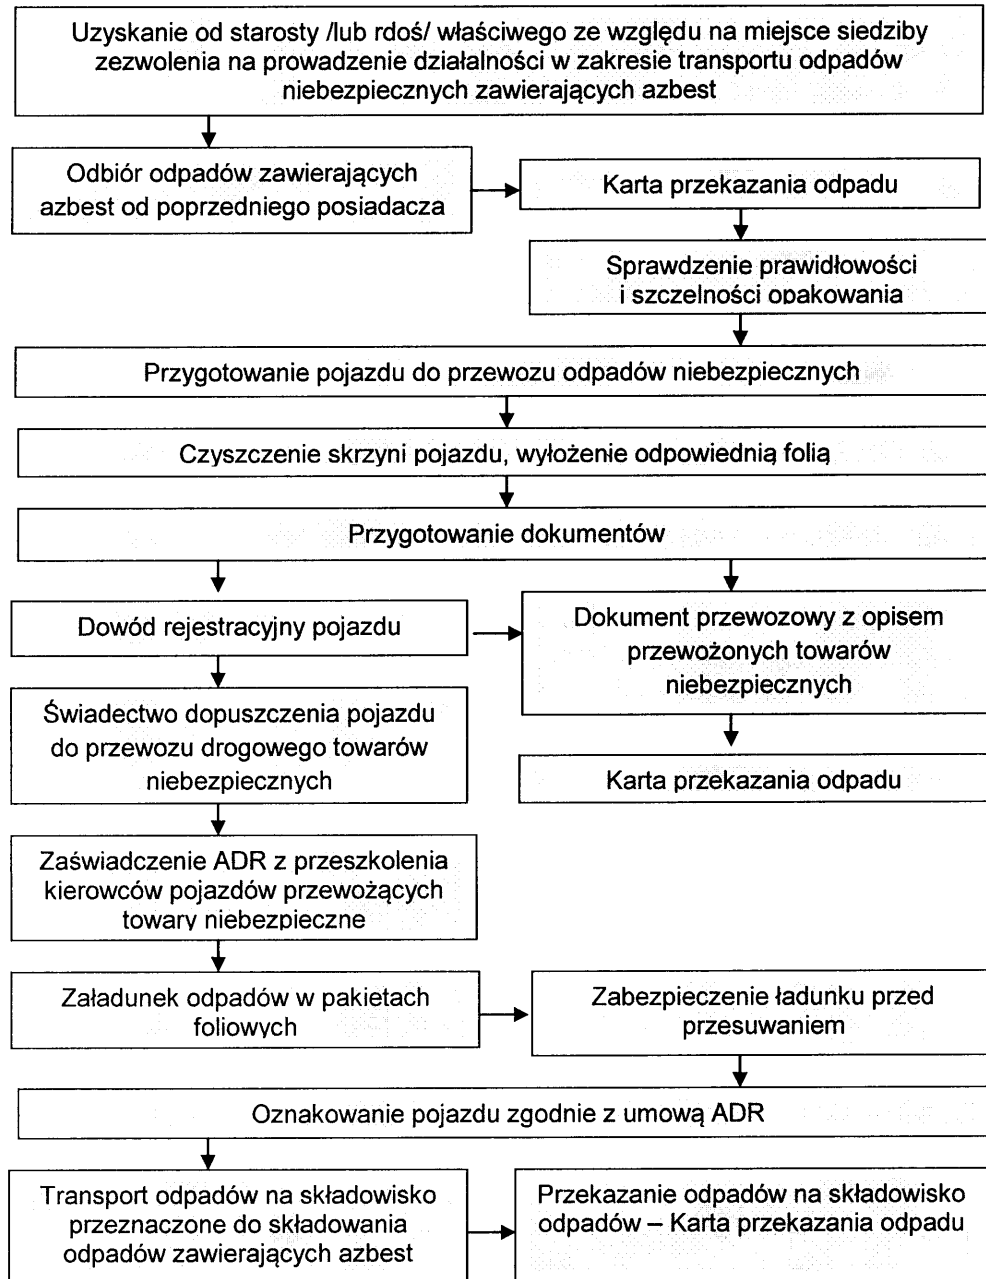 Uzyskanie od starosty /lub rdoś/ właściwego ze względu na miejsce siedziby
zezwolenia na prowadzenie działalności w zakresie transportu odpadów
niebezpiecznych zawierających azbest
Odbiór odpadów zawierających
azbest od poprzedniego posiadacza
Karta przekazania odpadu
Sprawdzenie prawidłowości
i szczelności opakowania
Przygotowanie pojazdu do przewozu odpadów niebezpiecznych
Czyszczenie skrzyni pojazdu, wyłożenie odpowiednią folią
Przygotowanie dokumentów
Dowód rejestracyjny pojazdu
Dokument przewozowy z opisem
przewożonych towarów
niebezpiecznych
Świadectwo dopuszczenia pojazdu
do przewozu drogowego towarów
niebezpiecznych
Karta przekazania odpadu
Zaświadczenie ADR z przeszkolenia
kierowców pojazdów przewożących
towary niebezpieczne
Załadunek odpadów w pakietach
foliowych
Zabezpieczenie ładunku przed
przesuwaniem
Oznakowanie pojazdu zgodnie z umową ADR
Transport odpadów na składowisko
przeznaczone do składowania
odpadów zawierających azbest
Przekazanie odpadów na składowisko
odpadów – Karta przekazania odpadu